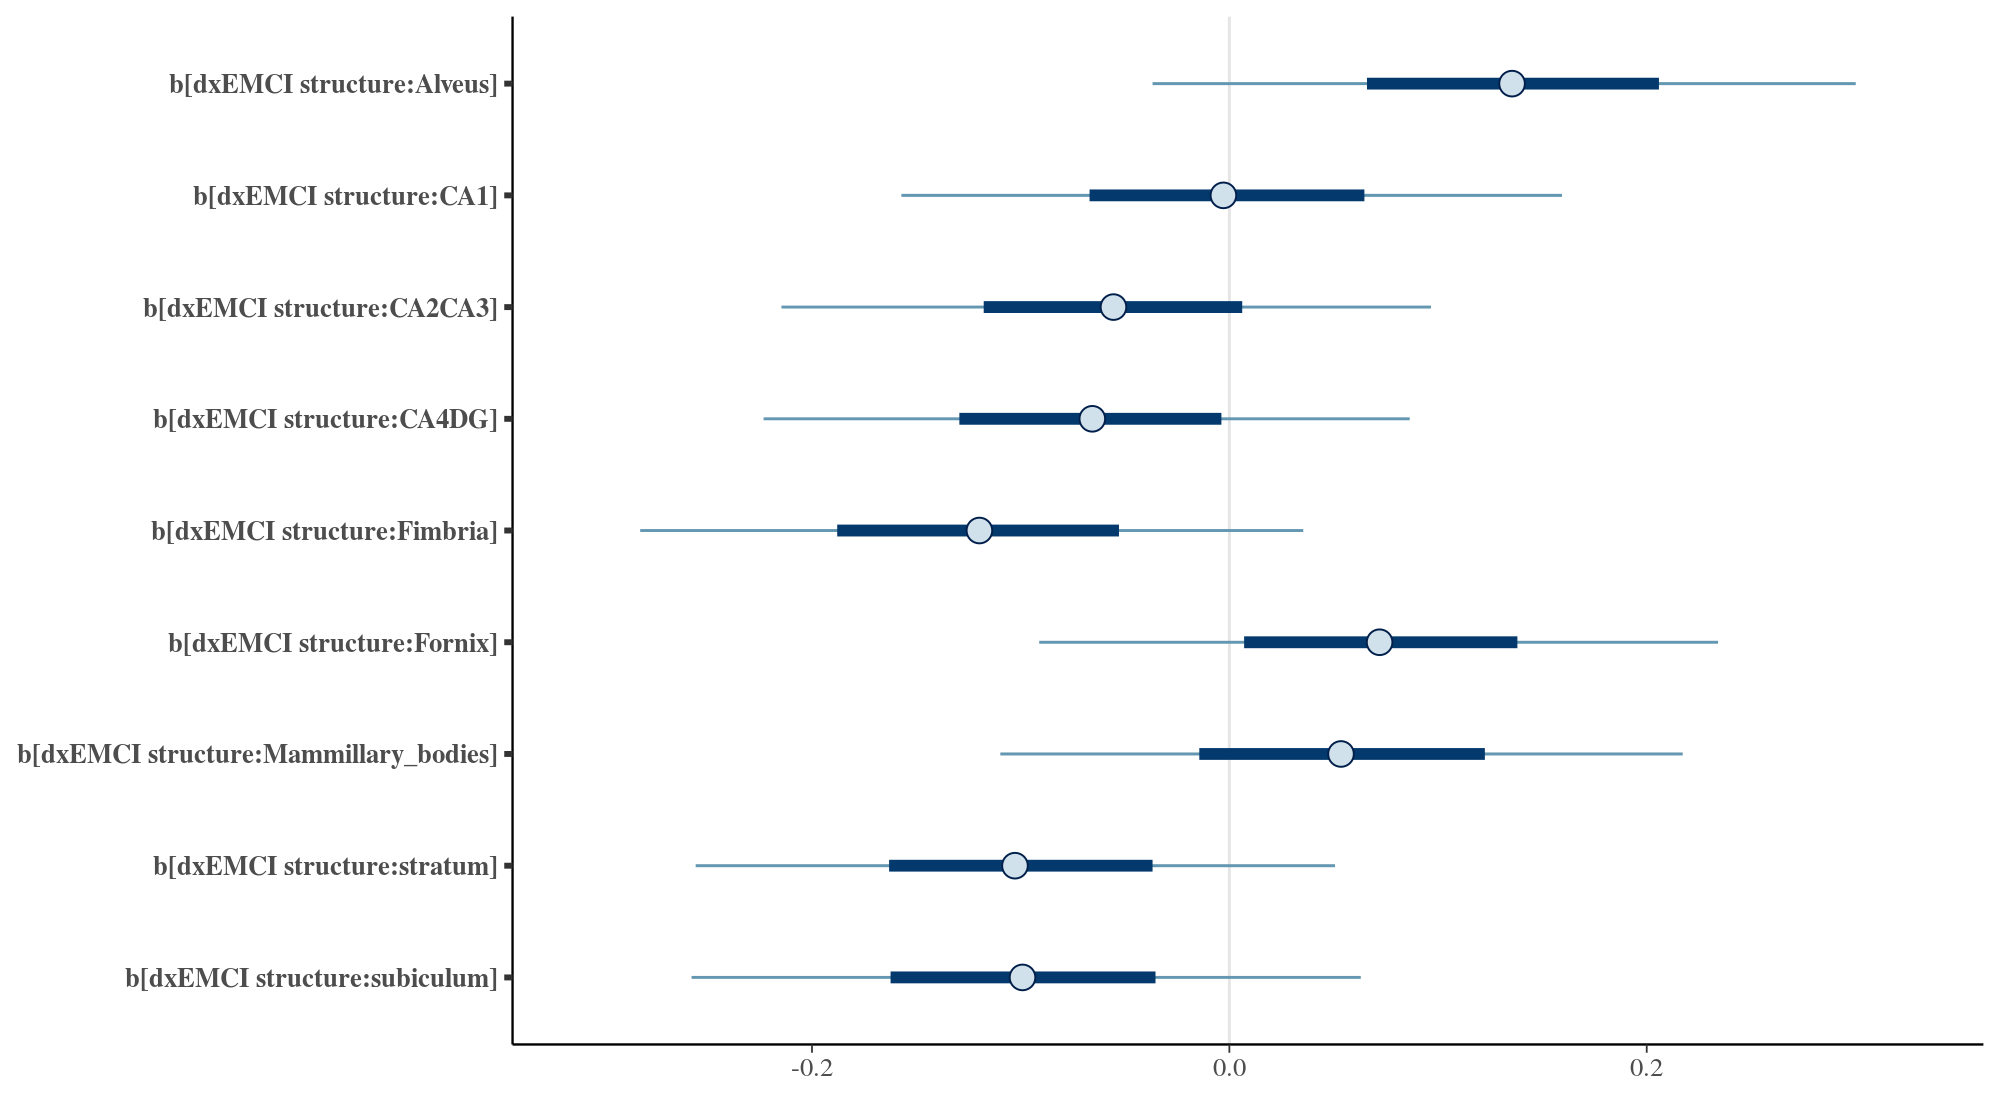 b[dxEMCI structure:Alveus]
b[dxEMCI structure:CA1]
b[dxEMCI structure:CA2CA3]
b[dxEMCI structure:CA4DG]
b[dxEMCI structure:Fimbria]
b[dxEMCI structure:Fornix]
b[dxEMCI structure:Mammillary_bodies]
b[dxEMCI structure:stratum]
b[dxEMCI structure:subiculum]
-0.2 0.0 0.2